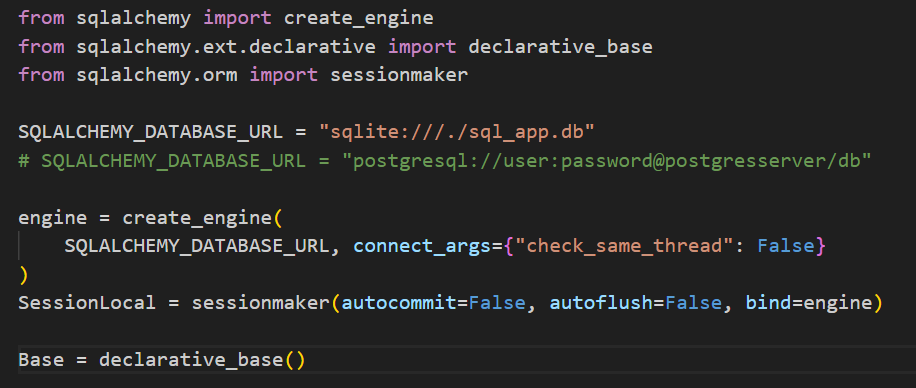 from sqlalchemy import create_engine
from sqlalchemy.ext.declarative import declarative_base
from sqlalchemy.orm import sessionmaker

SQLALCHEMY_DATABASE_URL = "sqlite:///./sql_app.db"
# SQLALCHEMY_DATABASE_URL = "postgresql://user:password@postgresserver/db"

engine = create_engine(
    SQLALCHEMY_DATABASE_URL, connect_args={"check_same_thread": False}
)
SessionLocal = sessionmaker(autocommit=False, autoflush=False, bind=engine)

Base = declarative_base()